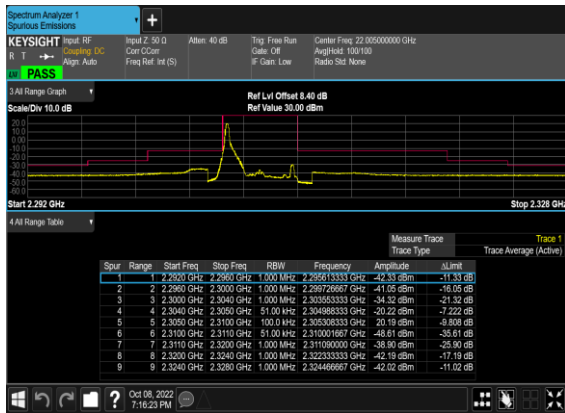 Spectrum Analyzer 1
Spurious Emissions
KEYSIGHT Input: RF Input Z: 50 Ω Atten: 40 dB Trig: Free Run Center Freq: 22.005000000 GHz
R T Coupling: DC Corr CCorr Gate: Off Avg|Hold: 100/100
Align: Auto Freq Ref: Int (S) IF Gain: Low Radio Std: None
PASS
3 All Range Graph
Ref Lvl Offset 8.40 dB
Scale/Div 10.0 dB Ref Value 30.00 dBm
20.0
10.0
0.00
-10.0
-20.0
-30.0
-40.0
-50.0
-60.0
Start 2.292 GHz Stop 2.328 GHz
4 All Range Table
Measure Trace Trace 1
Trace Type Trace Average (Active)
Spur Range Start Freq Stop Freq RBW Frequency Amplitude ΔLimit
1 1 2.2920 GHz 2.2960 GHz 1.000 MHz 2.295613333 GHz -42.33 dBm -11.33 dB
2 2 2.2960 GHz 2.3000 GHz 1.000 MHz 2.299726667 GHz -41.05 dBm -16.05 dB
3 3 2.3000 GHz 2.3040 GHz 1.000 MHz 2.303553333 GHz -34.32 dBm -21.32 dB
4 4 2.3040 GHz 2.3050 GHz 51.00 kHz 2.304988333 GHz -20.22 dBm -7.222 dB
5 5 2.3050 GHz 2.3100 GHz 100.0 kHz 2.305308333 GHz 20.19 dBm -9.808 dB
6 6 2.3100 GHz 2.3110 GHz 51.00 kHz 2.310001667 GHz -48.61 dBm -35.61 dB
7 7 2.3110 GHz 2.3200 GHz 1.000 MHz 2.311090000 GHz -38.90 dBm -25.90 dB
8 8 2.3200 GHz 2.3240 GHz 1.000 MHz 2.322333333 GHz -42.19 dBm -17.19 dB
9 9 2.3240 GHz 2.3280 GHz 1.000 MHz 2.324466667 GHz -42.02 dBm -11.02 dB
Oct 08, 2022
7:16:23 PM